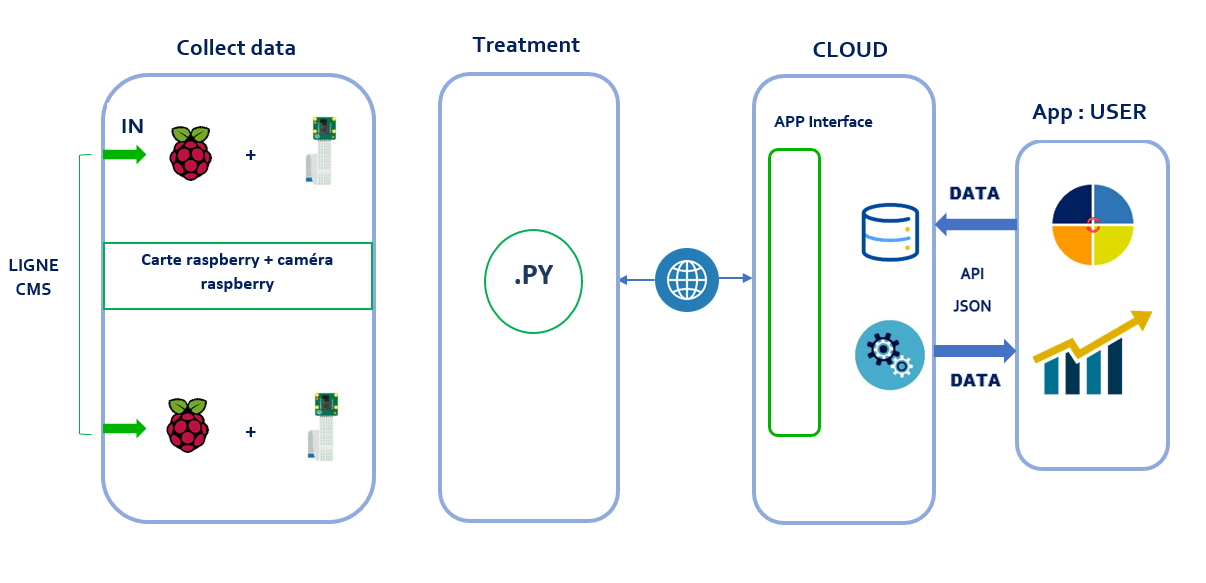 Collect data
Treatment
CLOUD
App : USER
IN
+
APP Interface
DATA
LIGNE
CMS
Carte raspberry + caméra
raspberry
.PY
API
JSON
DATA
+